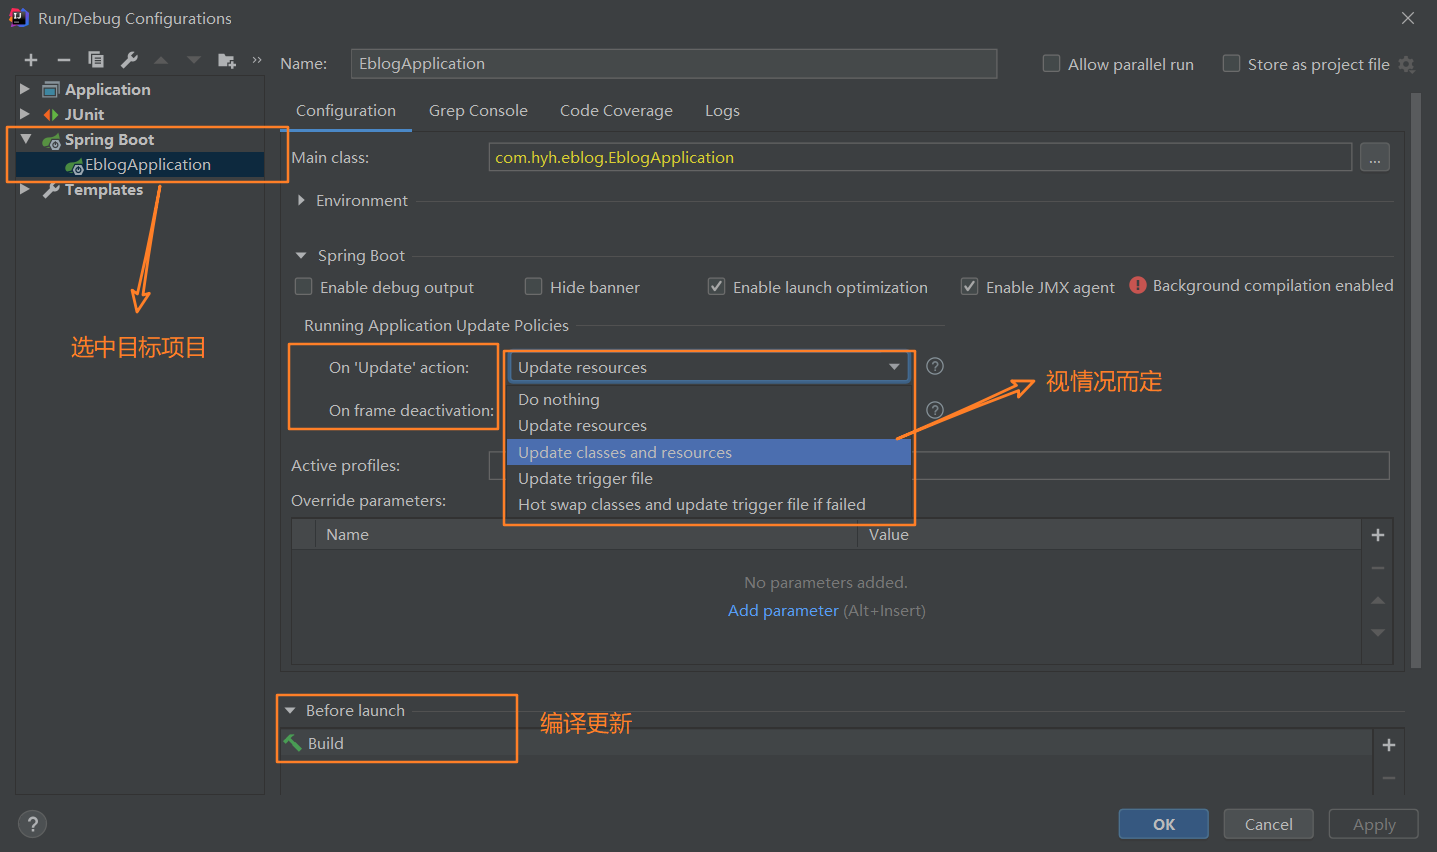 Run/Debug Configurations
Name: EblogApplication Allow parallel run Store as project file
Application
JUnit
Spring Boot
EblogApplication
Templates
选中目标项目
Configuration Grep Console Code Coverage Logs
Main class: com.hyh.eblog.EblogApplication ...
Environment
Spring Boot
Enable debug output Hide banner Enable launch optimization Enable JMX agent Background compilation enabled
Running Application Update Policies
On 'Update' action: Update resources
On frame deactivation:
Do nothing
Update resources
Update classes and resources
Update trigger file
Hot swap classes and update trigger file if failed
视情况而定
Active profiles:
Override parameters:
Name Value
No parameters added.
Add parameter (Alt+Insert)
Before launch
Build
编译更新
OK Cancel Apply